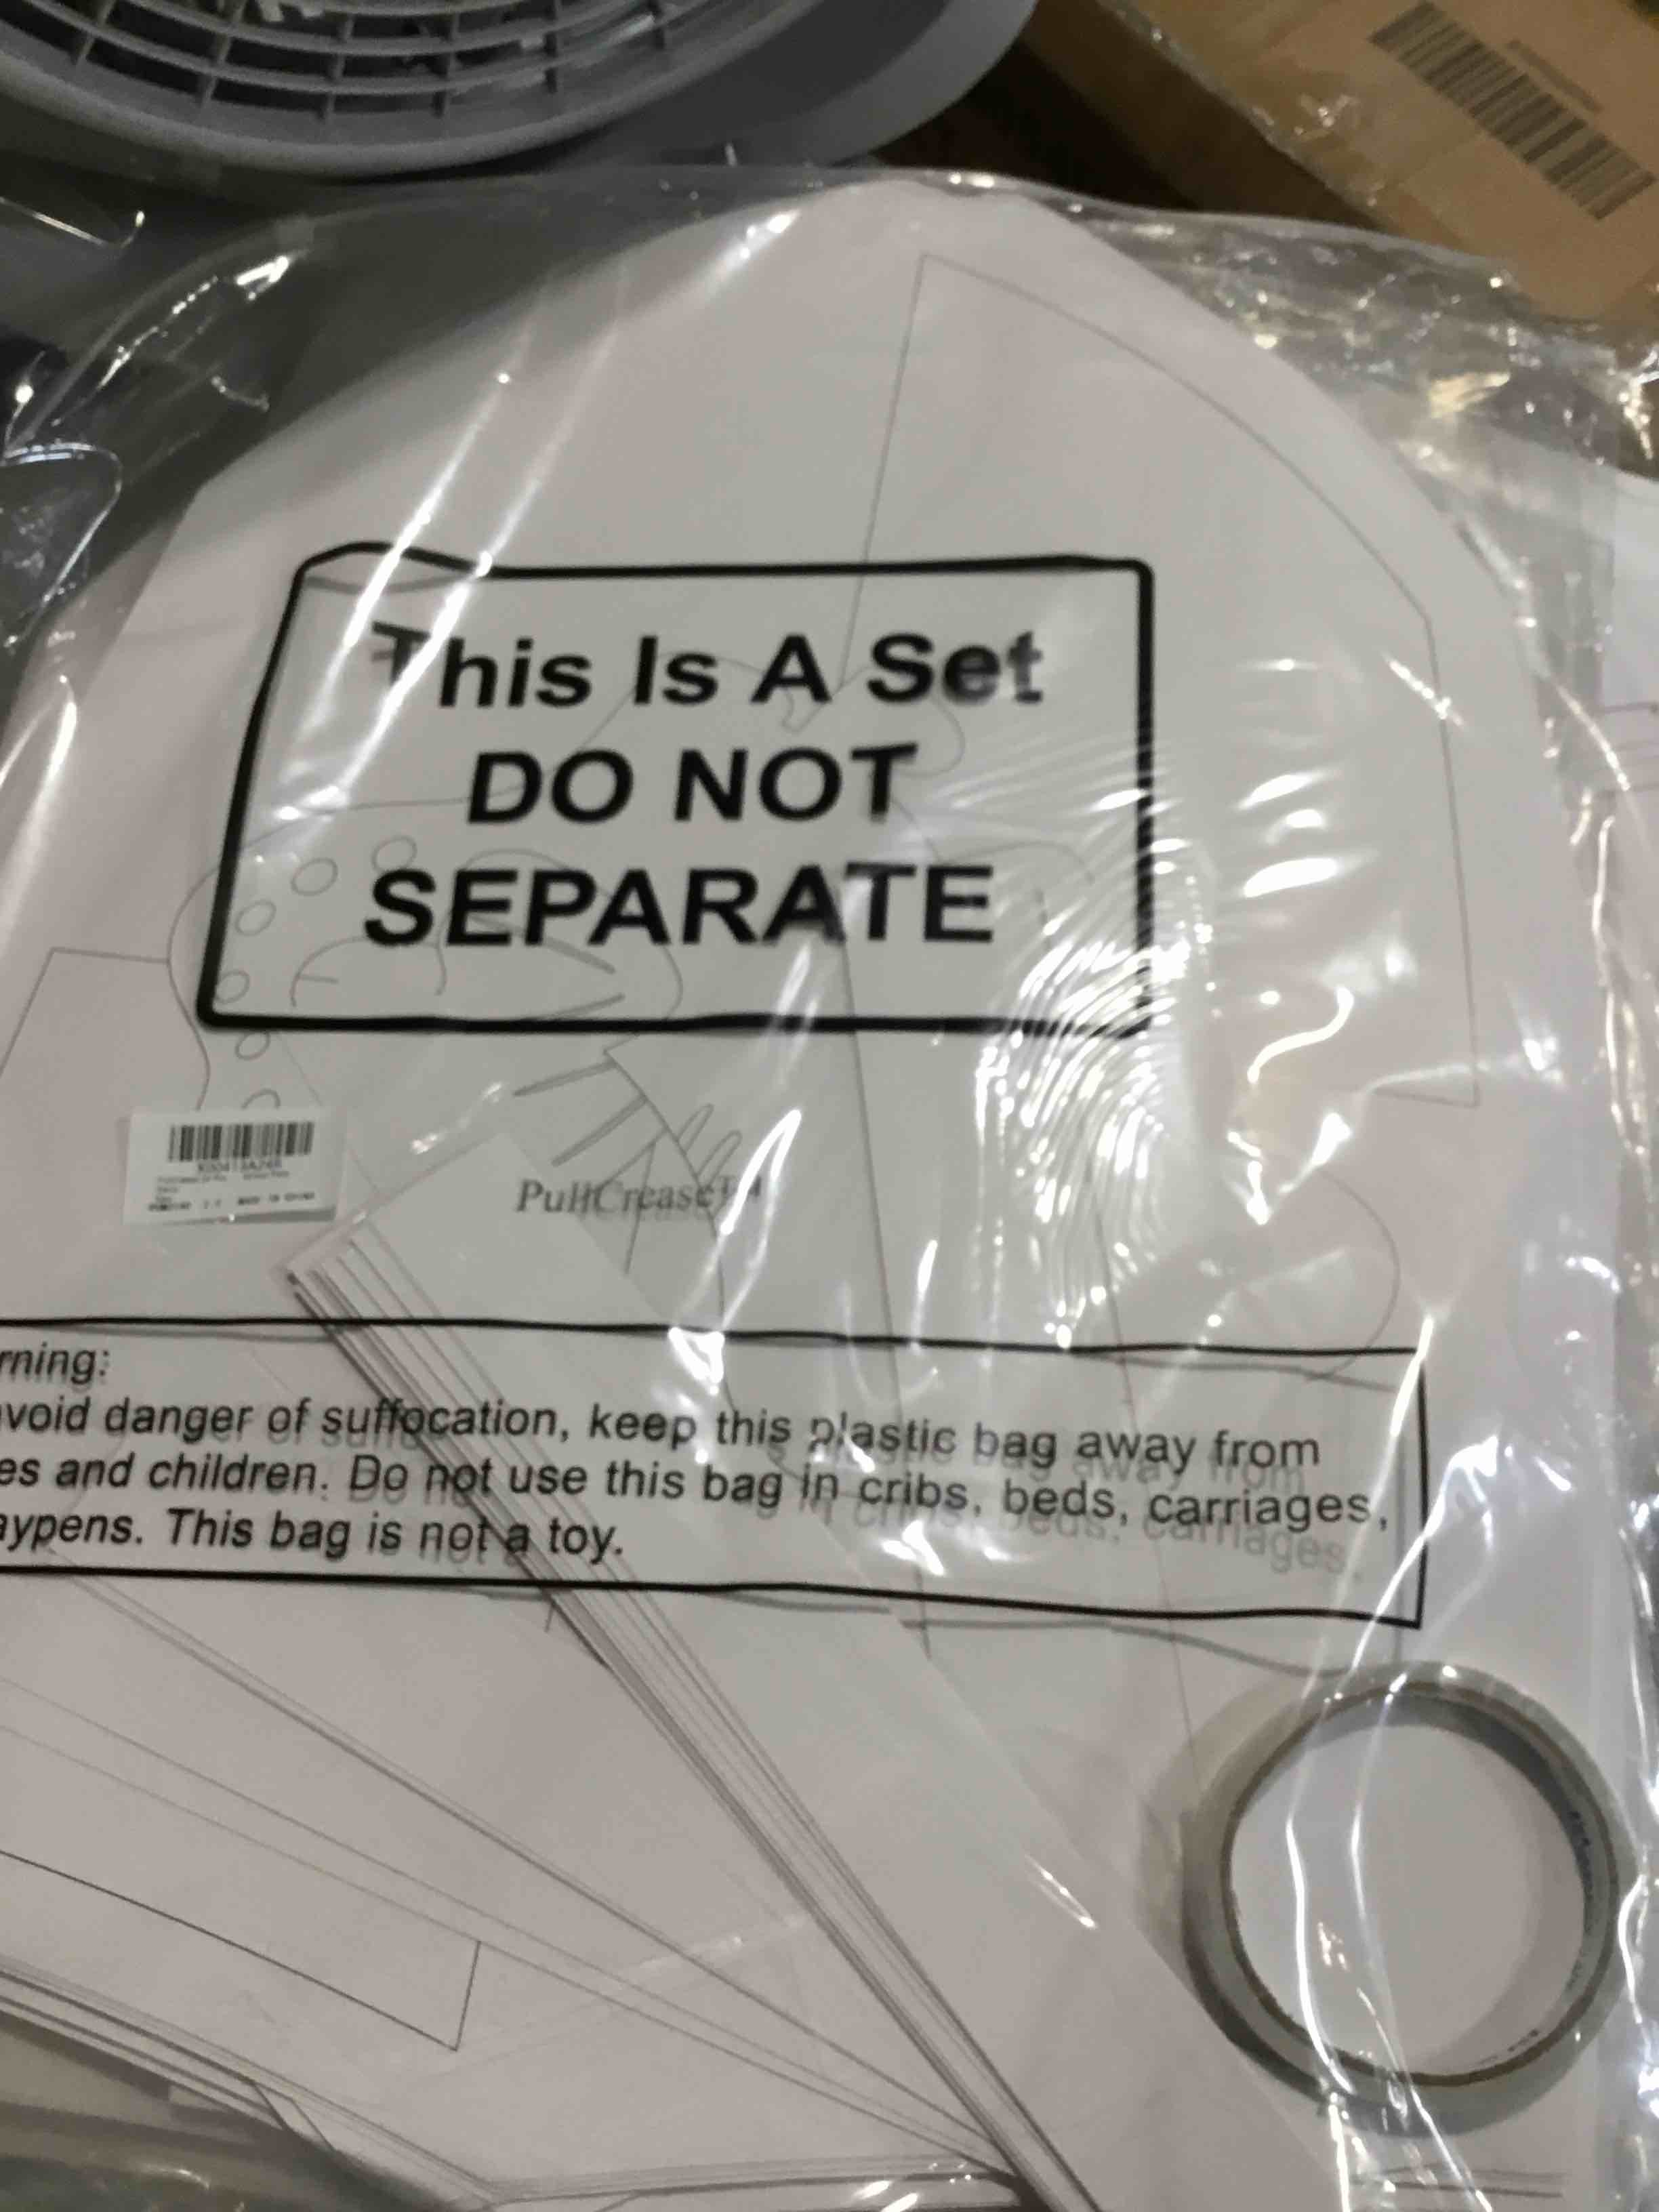 This Is A Set
DO NOT
SEPARATE
PullCrease™
rning:
void danger of suffocation, keep this plastic bag away from
es and children. Do not use this bag in cribs, beds, carriages,
aypens. This bag is not a toy.